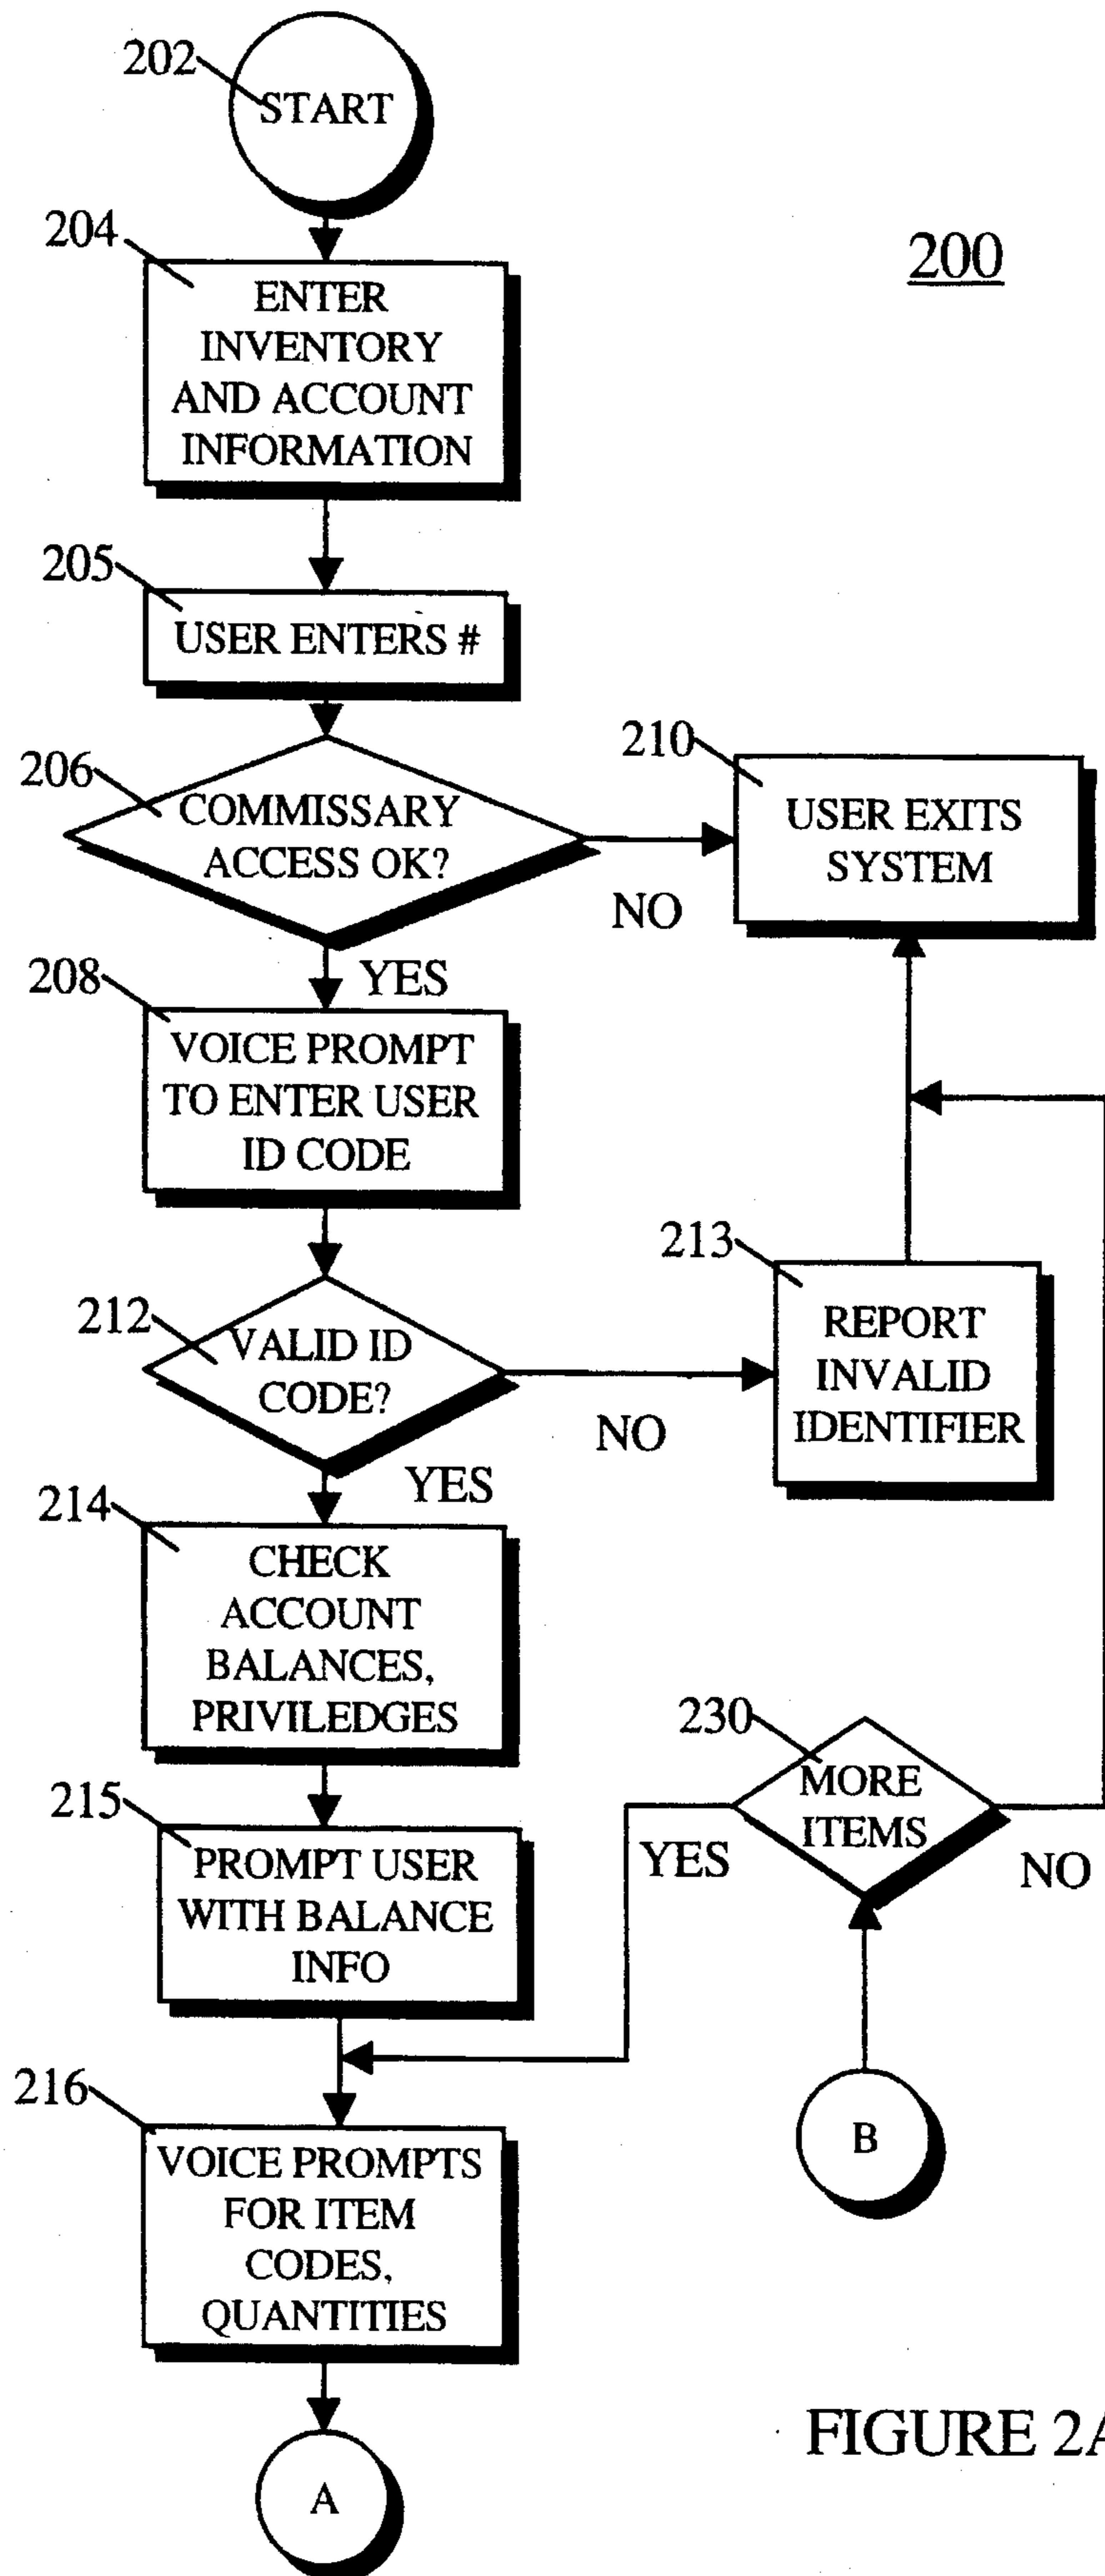 202
START
200
204
ENTER
INVENTORY
AND ACCOUNT
INFORMATION
205
USER ENTERS #
206
COMMISSARY
ACCESS OK?
NO
YES
210
USER EXITS
SYSTEM
208
VOICE PROMPT
TO ENTER USER
ID CODE
212
VALID ID
CODE?
NO
YES
213
REPORT
INVALID
IDENTIFIER
214
CHECK
ACCOUNT
BALANCES,
PRIVILEDGES
215
PROMPT USER
WITH BALANCE
INFO
230
MORE
ITEMS
YES
NO
216
VOICE PROMPTS
FOR ITEM
CODES,
QUANTITIES
B
A
FIGURE 2A